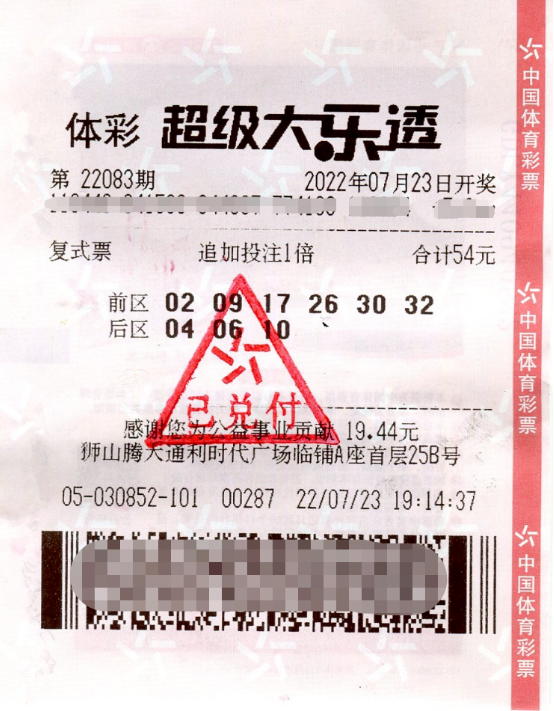 体彩 超级大乐透
第 22083期 2022年07月23日开奖
复式票 追加投注1倍 合计54元
前区 02 09 17 26 30 32
后区 04 06 10
已兑付
感谢您为公益事业贡献 19.44元
狮山腾大通利时代广场临铺A座首层25B号
05-030852-101 00287 22/07/23 19:14:37
中国体育彩票
中国体育彩票
中国体育彩票